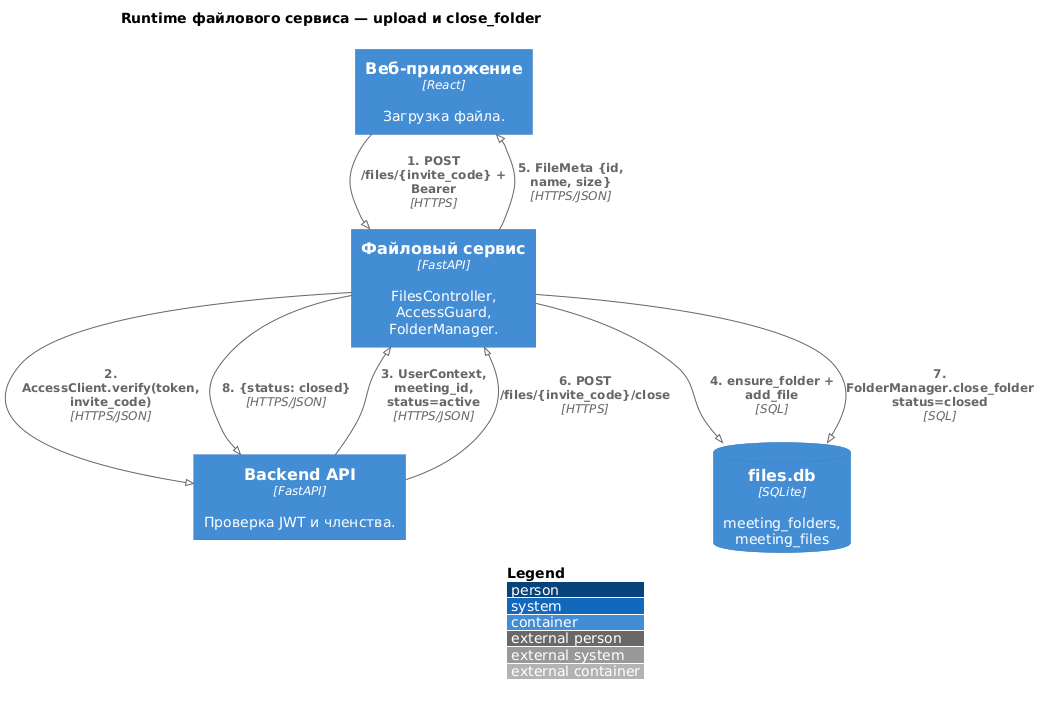 Runtime файлового сервиса — upload и close_folder
Веб-приложение
[React]
Загрузка файла.
1. POST
/files/{invite_code} +
Bearer
[HTTPS]
5. FileMeta {id,
name, size}
[HTTPS/JSON]
Файловый сервис
[FastAPI]
FilesController,
AccessGuard,
FolderManager.
2.
AccessClient.verify(token,
invite_code)
[HTTPS/JSON]
8. {status: closed}
[HTTPS/JSON]
3. UserContext,
meeting_id,
status=active
[HTTPS/JSON]
6. POST
/files/{invite_code}/close
[HTTPS]
4. ensure_folder +
add_file
[SQL]
7.
FolderManager.close_folder
status=closed
[SQL]
Backend API
[FastAPI]
Проверка JWT и членства.
files.db
[SQLite]
meeting_folders,
meeting_files
Legend
person
system
container
external person
external system
external container